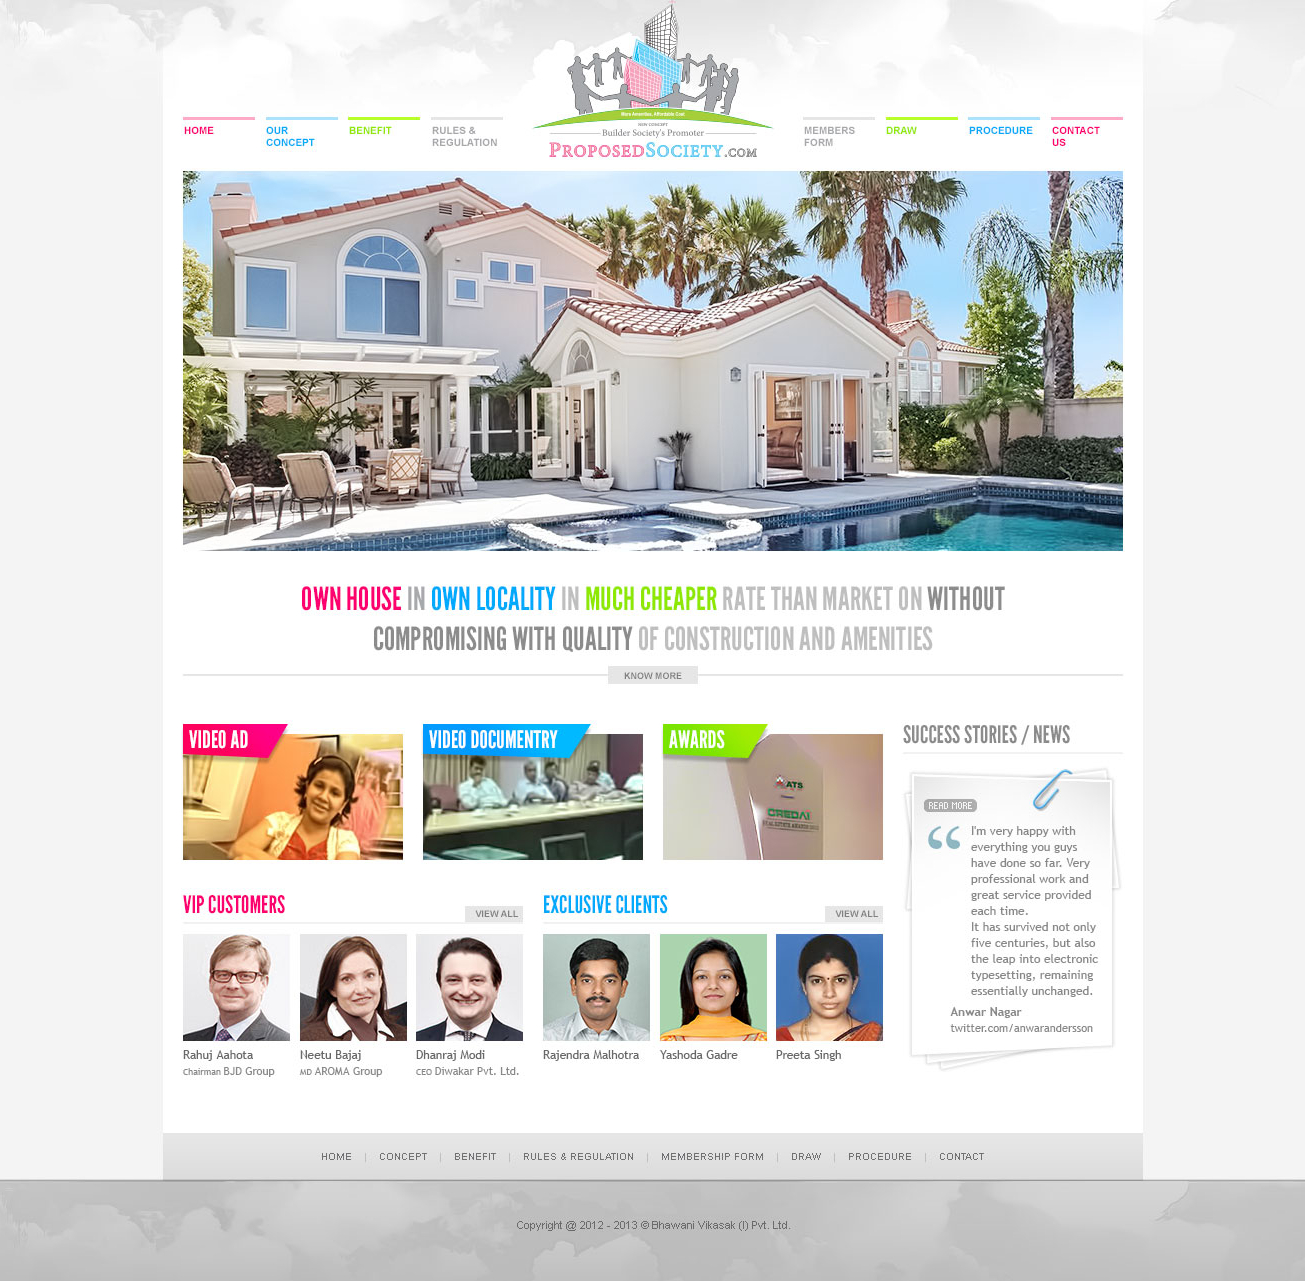 HOME
OUR
CONCEPT
BENEFIT
RULES &
REGULATION
More Amenities, Affordable Cost
NEW CONCEPT
Builder Society's Promoter
PROPOSEDSOCIETY.COM
MEMBERS
FORM
DRAW
PROCEDURE
CONTACT
US
OWN HOUSE IN OWN LOCALITY IN MUCH CHEAPER RATE THAN MARKET ON WITHOUT
COMPROMISING WITH QUALITY OF CONSTRUCTION AND AMENITIES
KNOW MORE
VIDEO AD
VIDEO DOCUMENTRY
AWARDS
ATS
CREDAI
REAL ESTATE AWARDS
SUCCESS STORIES / NEWS
READ MORE
“ I'm very happy with
everything you guys
have done so far. Very
professional work and
great service provided
each time.
It has survived not only
five centuries, but also
the leap into electronic
typesetting, remaining
essentially unchanged.
Anwar Nagar
twitter.com/anwarandersson
VIP CUSTOMERS
VIEW ALL
Rahuj Aahota
Chairman BJD Group
Neetu Bajaj
MD AROMA Group
Dhanraj Modi
CEO Diwakar Pvt. Ltd.
EXCLUSIVE CLIENTS
VIEW ALL
Rajendra Malhotra
Yashoda Gadre
Preeta Singh
HOME | CONCEPT | BENEFIT | RULES & REGULATION | MEMBERSHIP FORM | DRAW | PROCEDURE | CONTACT
Copyright @ 2012 - 2013 © Bhawani Vikasak (I) Pvt. Ltd.